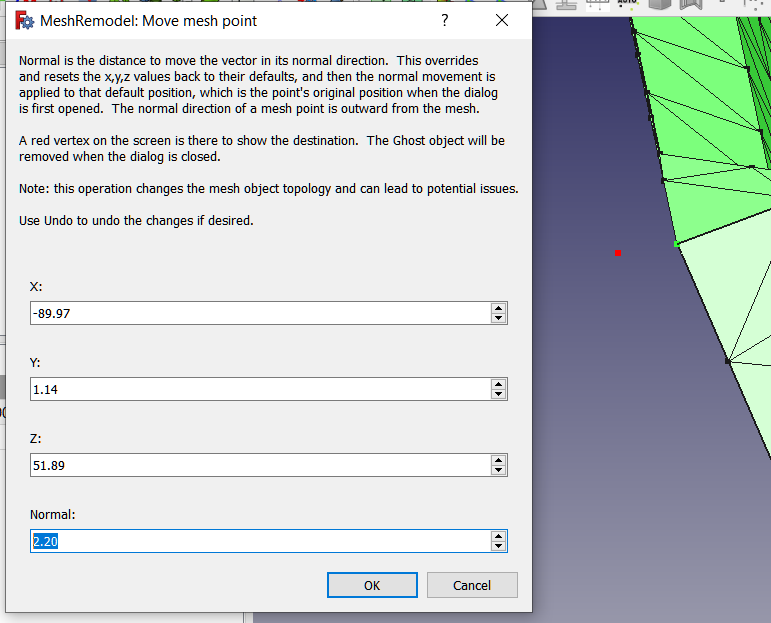 MeshRemodel: Move mesh point
Normal is the distance to move the vector in its normal direction.  This overrides
and resets the x,y,z values back to their defaults, and then the normal movement is
applied to that default position, which is the point's original position when the dialog
is first opened.  The normal direction of a mesh point is outward from the mesh.
A red vertex on the screen is there to show the destination.  The Ghost object will be
removed when the dialog is closed.
Note: this operation changes the mesh object topology and can lead to potential issues.
Use Undo to undo the changes if desired.
X:
-89.97
Y:
1.14
Z:
51.89
Normal:
2.20
OK
Cancel